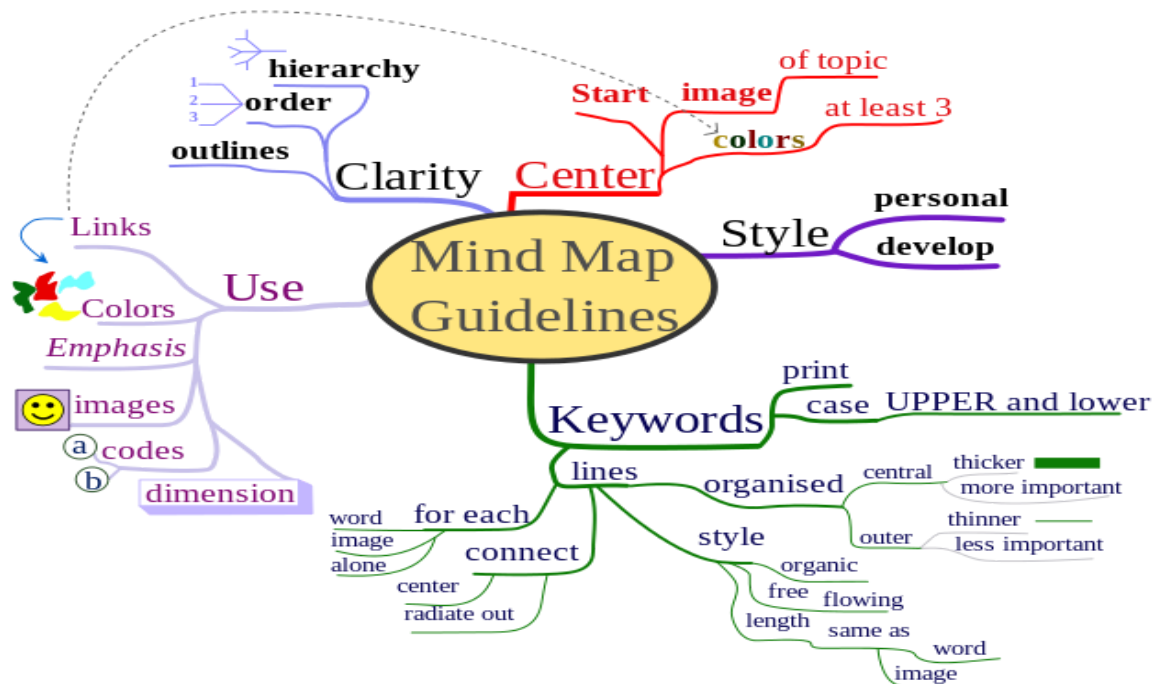 Mind Map
Guidelines
Center
Start
image
of topic
colors
at least 3
Style
personal
develop
Keywords
print
case
UPPER and lower
lines
organised
central
thicker
more important
outer
thinner
less important
style
organic
free
flowing
length
same as
word
image
connect
center
radiate out
for each
word
image
alone
Use
Links
Colors
Emphasis
images
codes
a
b
dimension
Clarity
hierarchy
order
1
2
3
outlines